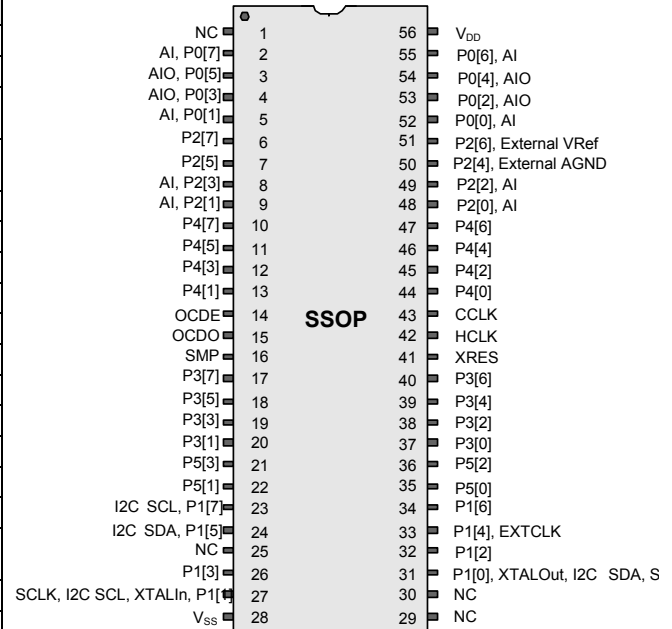 NC 1 56 VDD
AI, P0[7] 2 55 P0[6], AI
AIO, P0[5] 3 54 P0[4], AIO
AIO, P0[3] 4 53 P0[2], AIO
AI, P0[1] 5 52 P0[0], AI
P2[7] 6 51 P2[6], External VRef
P2[5] 7 50 P2[4], External AGND
AI, P2[3] 8 49 P2[2], AI
AI, P2[1] 9 48 P2[0], AI
P4[7] 10 47 P4[6]
P4[5] 11 46 P4[4]
P4[3] 12 45 P4[2]
P4[1] 13 44 P4[0]
OCDE 14 SSOP 43 CCLK
OCDO 15 42 HCLK
SMP 16 41 XRES
P3[7] 17 40 P3[6]
P3[5] 18 39 P3[4]
P3[3] 19 38 P3[2]
P3[1] 20 37 P3[0]
P5[3] 21 36 P5[2]
P5[1] 22 35 P5[0]
I2C SCL, P1[7] 23 34 P1[6]
I2C SDA, P1[5] 24 33 P1[4], EXTCLK
NC 25 32 P1[2]
P1[3] 26 31 P1[0], XTALOut, I2C SDA, S
SCLK, I2C SCL, XTALIn, P1[1] 27 30 NC
VSS 28 29 NC